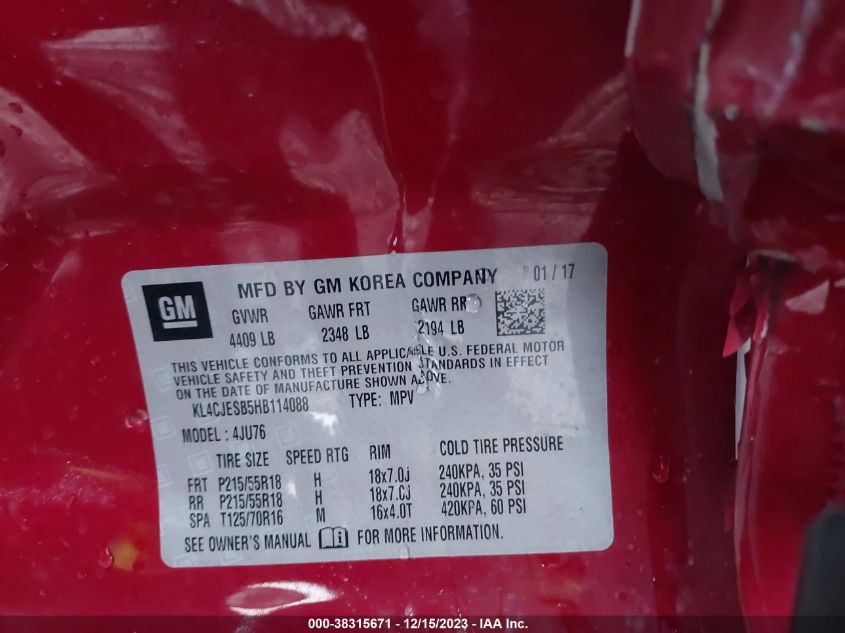 GM
MFD BY GM KOREA COMPANY 01 / 17
GVWR GAWR FRT GAWR RR
4409 LB 2348 LB 2194 LB
THIS VEHICLE CONFORMS TO ALL APPLICABLE U.S. FEDERAL MOTOR
VEHICLE SAFETY AND THEFT PREVENTION STANDARDS IN EFFECT
ON THE DATE OF MANUFACTURE SHOWN ABOVE.
KL4CJESB5HB114088 TYPE: MPV
MODEL : 4JU76
TIRE SIZE SPEED RTG RIM COLD TIRE PRESSURE
FRT P215/55R18 H 18x7.0J 240KPA, 35 PSI
RR P215/55R18 H 18x7.0J 240KPA, 35 PSI
SPA T125/70R16 M 16x4.0T 420KPA, 60 PSI
SEE OWNER'S MANUAL FOR MORE INFORMATION.
000-38315671 - 12/15/2023 - IAA Inc.